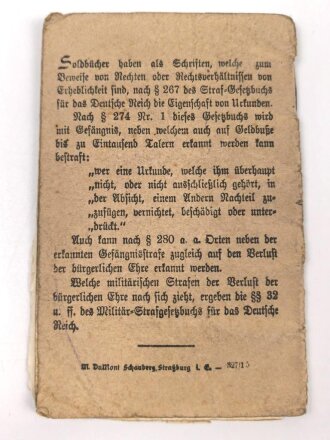 Soldbücher haben als Schriften, welche zum
Beweise von Rechten oder Rechtsverhältnissen von
Erheblichkeit sind, nach § 267 des Straf-Gesetzbuchs
für das Deutsche Reich die Eigenschaft von Urkunden.
Nach § 274 Nr. 1 dieses Gesetzbuchs wird
mit Gefängnis, neben welchem auch auf Geldbuße
bis zu Eintausend Talern erkannt werden kann
bestraft:
„wer eine Urkunde, welche ihm überhaupt
„nicht, oder nicht ausschließlich gehört, in
„der Absicht, einem Andern Nachteil zu-
„zufügen, vernichtet, beschädigt oder unter-
„drückt.“
Auch kann nach § 280 a. a. Orten neben der
erkannten Gefängnisstrafe zugleich auf den Verlust
der bürgerlichen Ehre erkannt werden.
Welche militärischen Strafen der Verlust der
bürgerlichen Ehre nach sich zieht, ergeben die §§ 32
u. ff. des Militär-Strafgesetzbuchs für das Deutsche
Reich.
M. DuMont Schauberg, Straßburg i. E. —